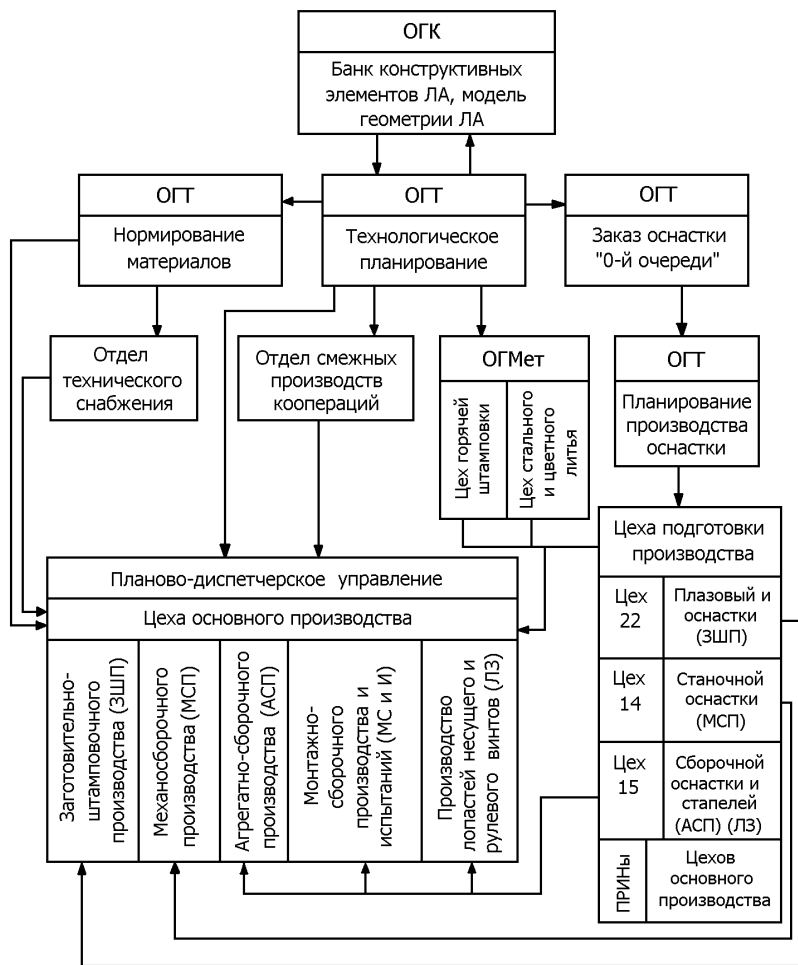 ОГК
Банк конструктивных
элементов ЛА, модель
геометрии ЛА
ОГТ
Нормирование
материалов
ОГТ
Технологическое
планирование
ОГТ
Заказ оснастки
"0-й очереди"
Отдел
технического
снабжения
Отдел смежных
производств
коопераций
ОГМет
Цех горячей
штамповки
Цех стального
и цветного
литья
ОГТ
Планирование
производства
оснастки
Цеха подготовки
производства
Цех
22
Плазовый и
оснастки
(ЗШП)
Цех
14
Станочной
оснастки
(МСП)
Цех
15
Сборочной
оснастки и
стапелей
(АСП) (ЛЗ)
ПРИНы
Цехов
основного
производства
Планово-диспетчерское управление
Цеха основного производства
Заготовительно-
штамповочного
производства (ЗШП)
Механосборочного
производства (МСП)
Агрегатно-сборочного
производства (АСП)
Монтажно-
сборочного
производства и
испытаний (МС и И)
Производство
лопастей несущего и
рулевого винтов (ЛЗ)